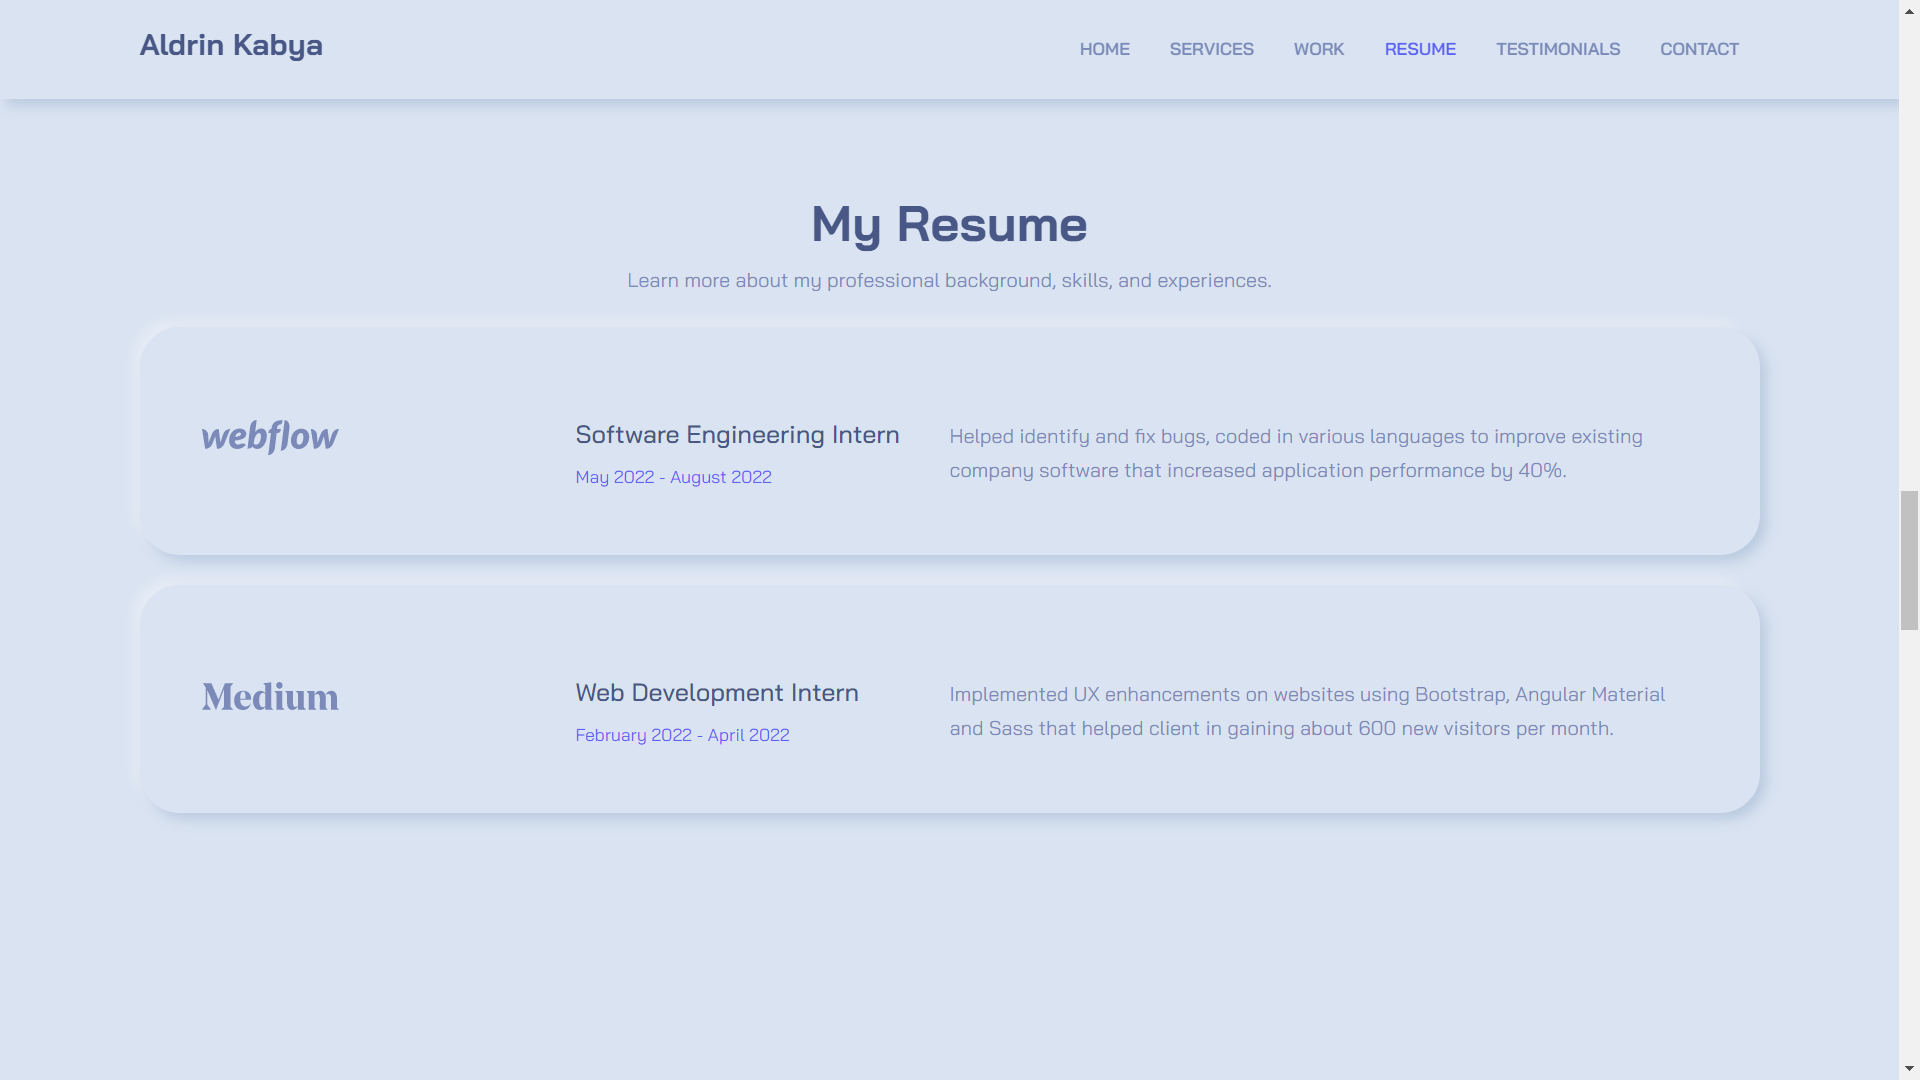 Aldrin Kabya
HOME SERVICES WORK RESUME TESTIMONIALS CONTACT
My Resume
Learn more about my professional background, skills, and experiences.
webflow
Software Engineering Intern
May 2022 - August 2022
Helped identify and fix bugs, coded in various languages to improve existing
company software that increased application performance by 40%.
Medium
Web Development Intern
February 2022 - April 2022
Implemented UX enhancements on websites using Bootstrap, Angular Material
and Sass that helped client in gaining about 600 new visitors per month.